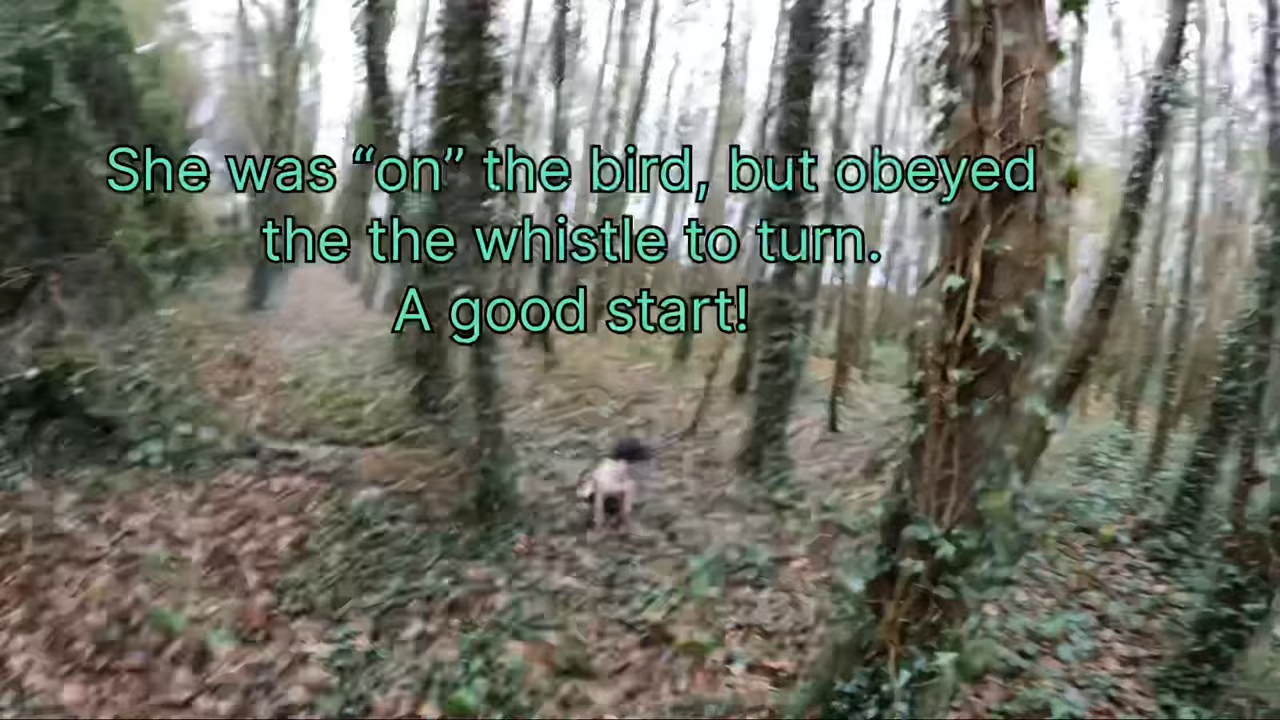 She was “on” the bird, but obeyed
the the whistle to turn.
A good start!